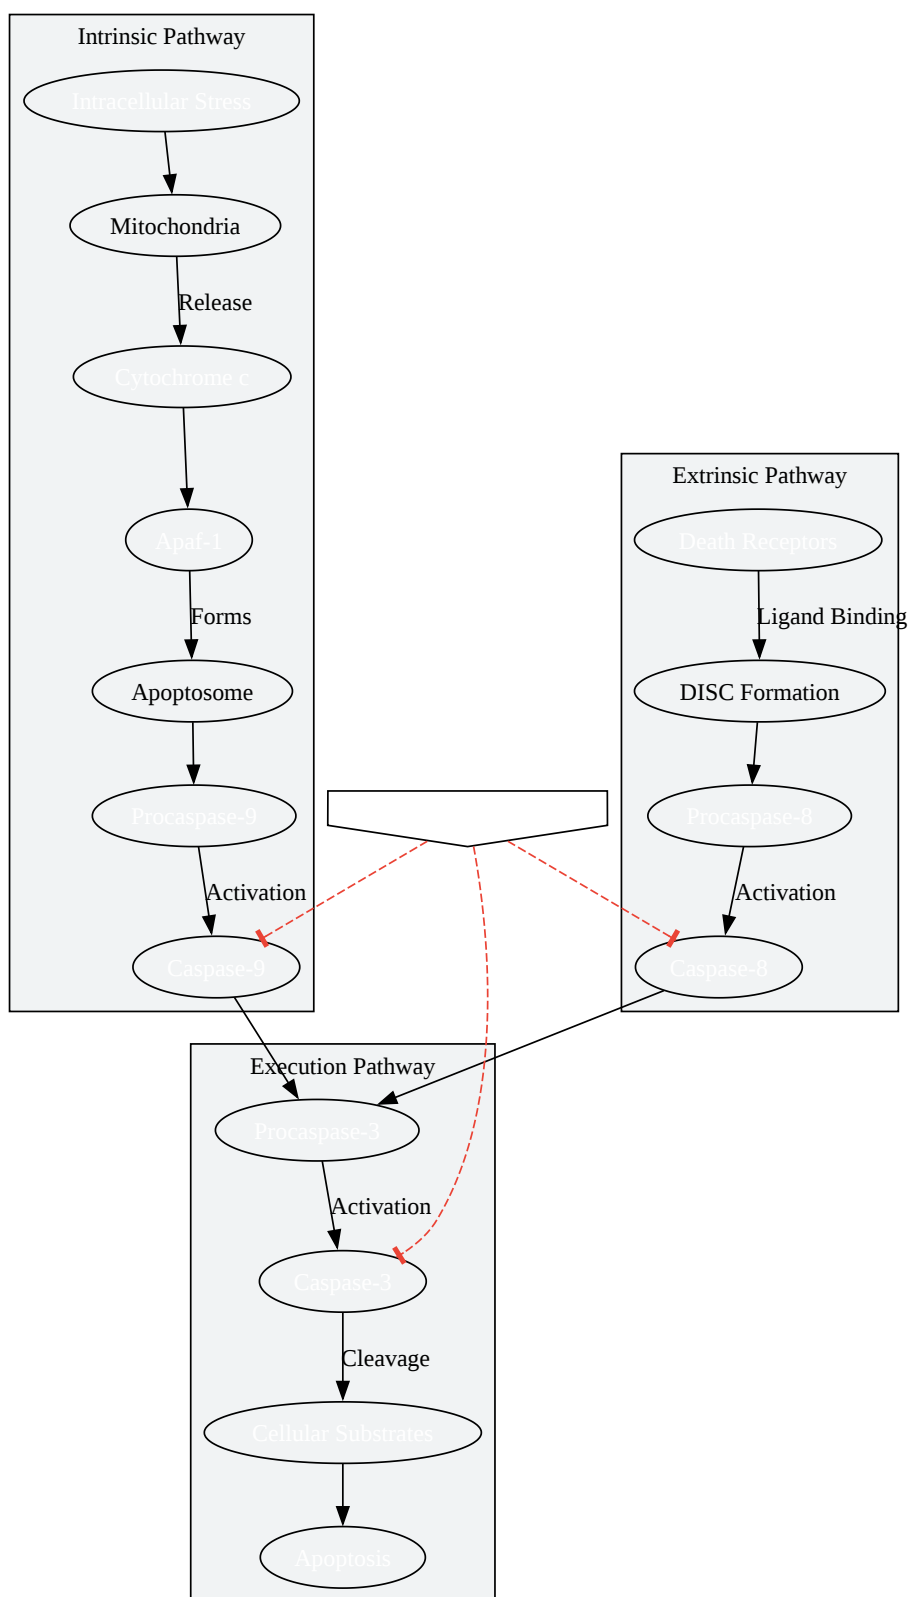 Intrinsic Pathway
Intracellular Stress
Mitochondria
Release
Cytochrome c
Apaf-1
Forms
Apoptosome
Procaspase-9
Activation
Caspase-9
Extrinsic Pathway
Death Receptors
Ligand Binding
DISC Formation
Procaspase-8
Activation
Caspase-8
Execution Pathway
Procaspase-3
Activation
Caspase-3
Cleavage
Cellular Substrates
Apoptosis